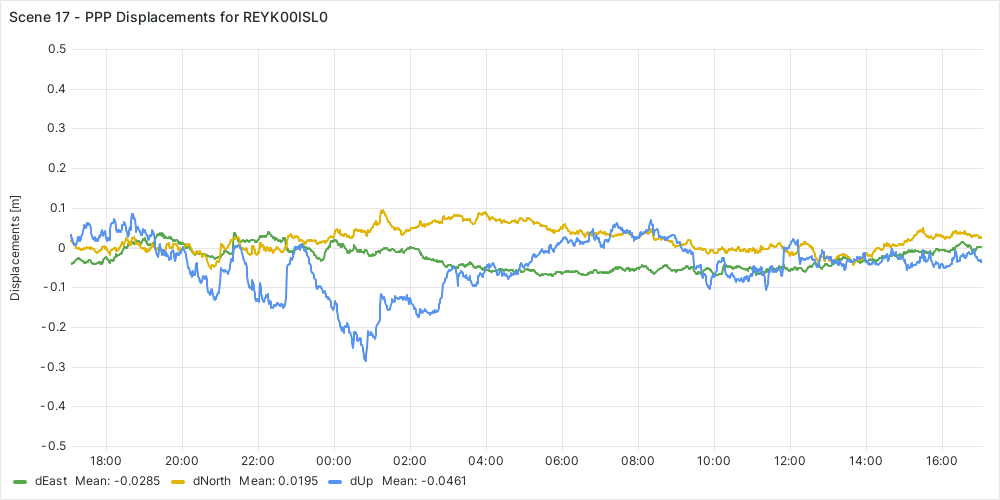 Scene 17 - PPP Displacements for REYK00ISL0
Displacements [m]
0.5
0.4
0.3
0.2
0.1
0
-0.1
-0.2
-0.3
-0.4
-0.5
18:00 20:00 22:00 00:00 02:00 04:00 06:00 08:00 10:00 12:00 14:00 16:00
dEast Mean: -0.0285 dNorth Mean: 0.0195 dUp Mean: -0.0461